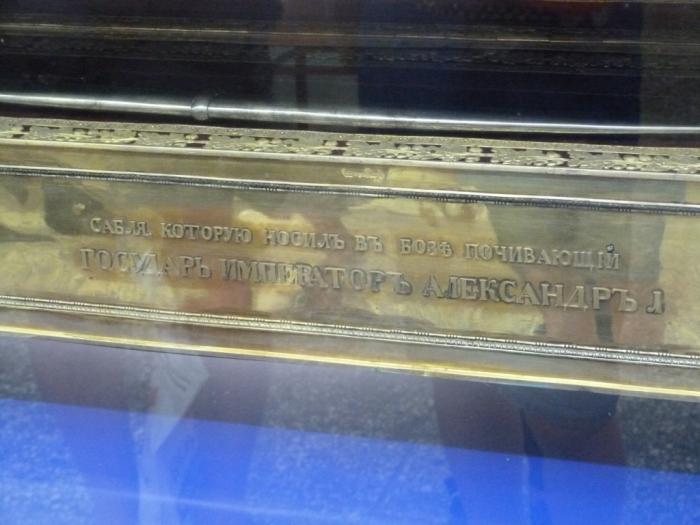 САБЛЯ, КОТОРУЮ НОСИЛЪ ВЪ БОЗѢ ПОЧИВАЮЩІЙ
ГОСУДАРЬ ИМПЕРАТОРЪ АЛЕКСАНДРЪ I